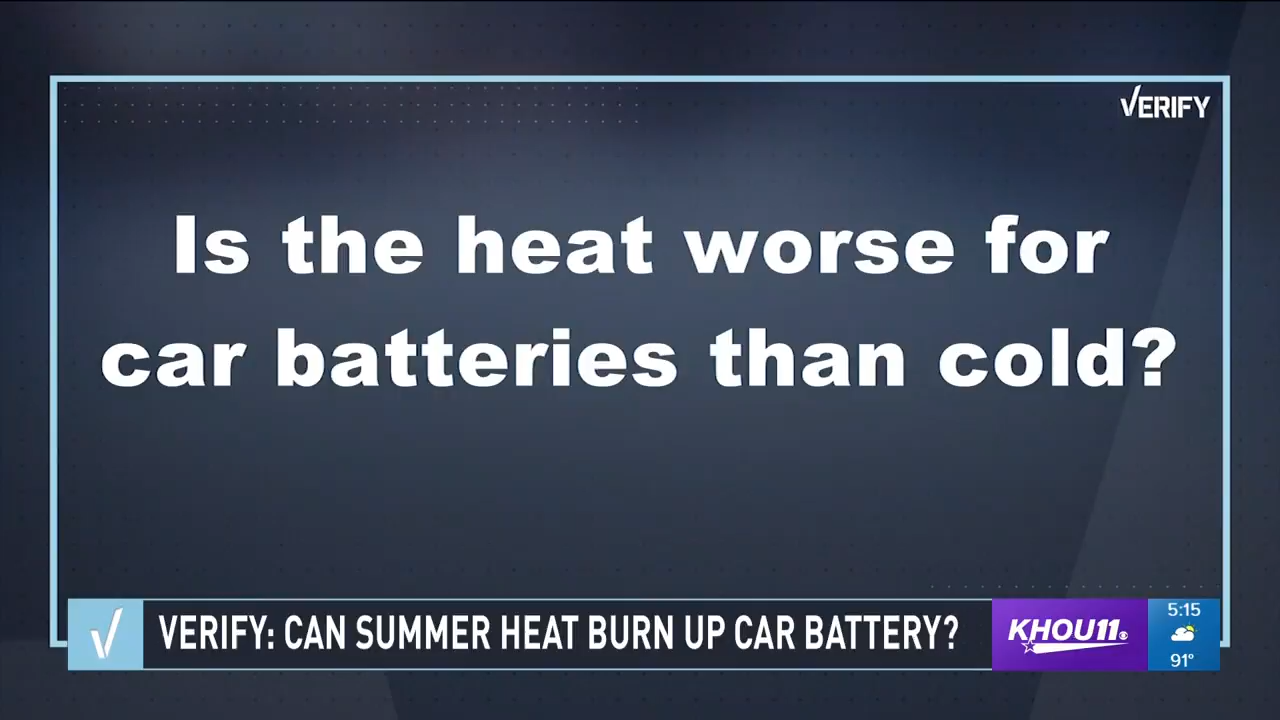 VERIFY
Is the heat worse for
car batteries than cold?
VERIFY: CAN SUMMER HEAT BURN UP CAR BATTERY?
KHOU11
5:15
91°